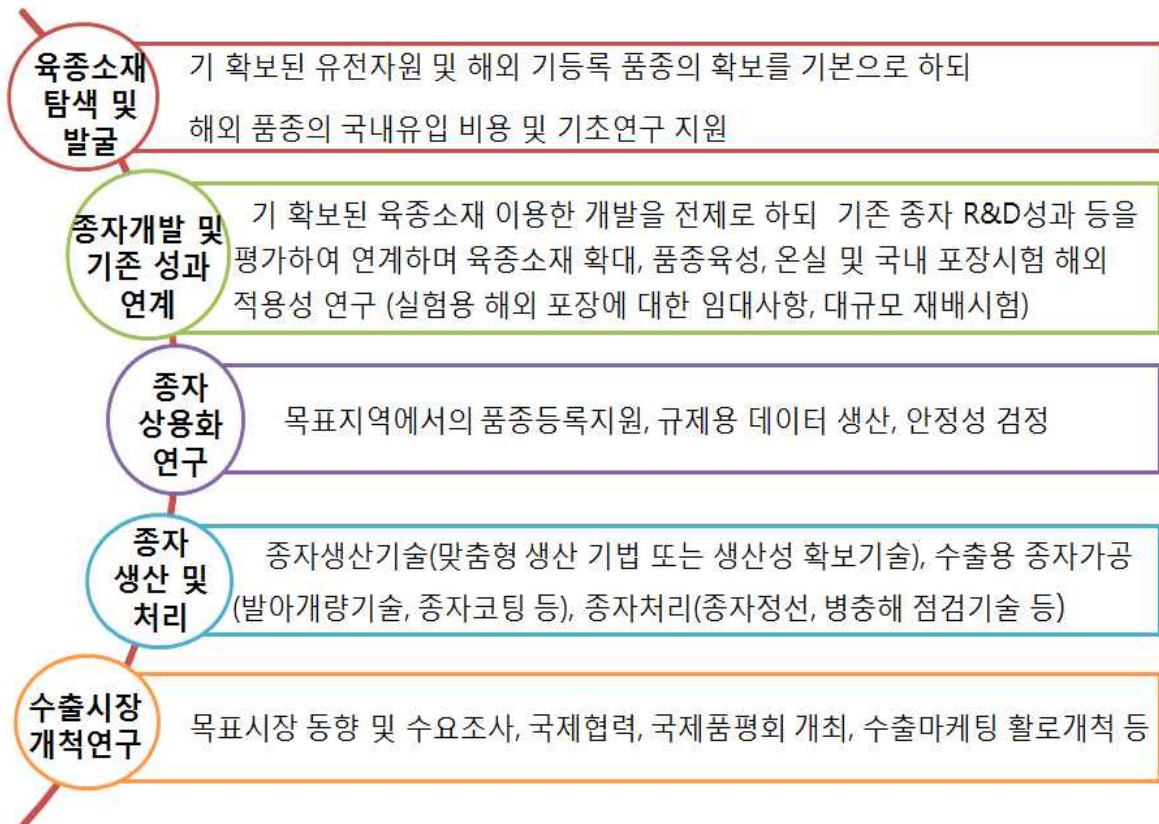 육종소재
탐색 및
발굴
기 확보된 유전자원 및 해외 기등록 품종의 확보를 기본으로 하되
해외 품종의 국내유입 비용 및 기초연구 지원
종자개발 및
기존 성과
연계
기 확보된 육종소재 이용한 개발을 전제로 하되 기존 종자 R&D성과 등을
평가하여 연계하며 육종소재 확대, 품종육성, 온실 및 국내 포장시험 해외
적용성 연구 (실험용 해외 포장에 대한 임대사항, 대규모 재배시험)
종자
상용화
연구
목표지역에서의 품종등록지원, 규제용 데이터 생산, 안정성 검정
종자
생산 및
처리
종자생산기술(맞춤형 생산 기법 또는 생산성 확보기술), 수출용 종자가공
(발아개량기술, 종자코팅 등), 종자처리(종자정선, 병충해 점검기술 등)
수출시장
개척연구
목표시장 동향 및 수요조사, 국제협력, 국제품평회 개최, 수출마케팅 활로개척 등